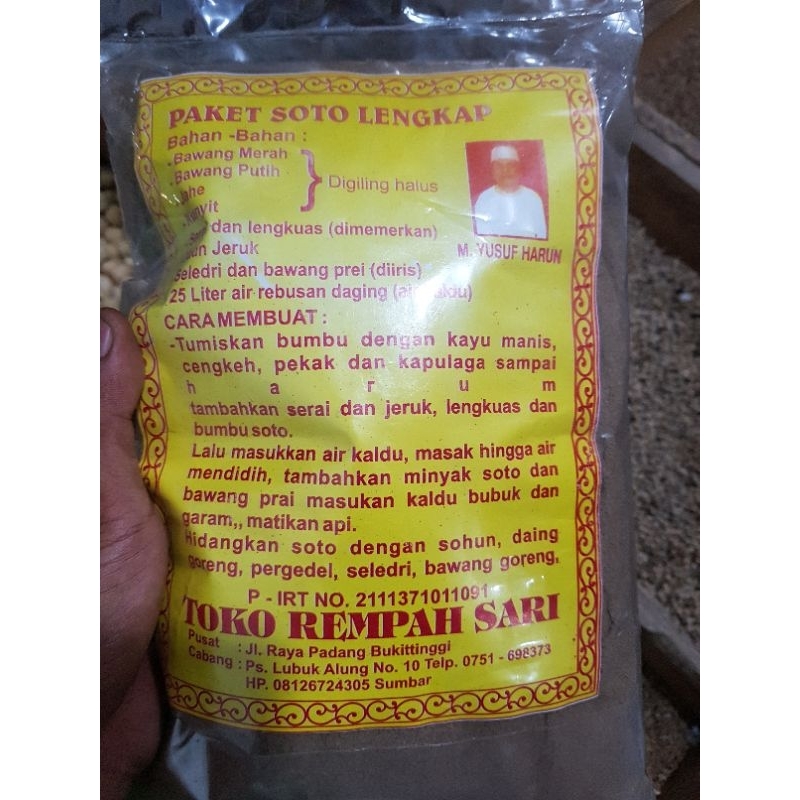 PAKET SOTO LENGKAP
Bahan -Bahan :
-Bawang Merah
-Bawang Putih
Digiling halus
dan lengkuas (dimemerkan)
Jeruk
M. YUSUF HARUN
Seledri dan bawang prei (diiris)
25 Liter air rebusan daging
CARA MEMBUAT :
-Tumiskan bumbu dengan kayu manis,
cengkeh, pekak dan kapulaga sampai
h a r u m
tambahkan serai dan jeruk, lengkuas dan
bumbu soto.
Lalu masukkan air kaldu, masak hingga air
mendidih, tambahkan minyak soto dan
bawang prai masukan kaldu bubuk dan
garam,, matikan api.
Hidangkan soto dengan sohun, daing
goreng, pergedel, seledri, bawang goreng.
P - IRT NO. 2111371011091
TOKO REMPAH SARI
Pusat : Jl. Raya Padang Bukittinggi
Cabang : Ps. Lubuk Alung No. 10 Telp. 0751 - 698373
HP. 08126724305 Sumbar